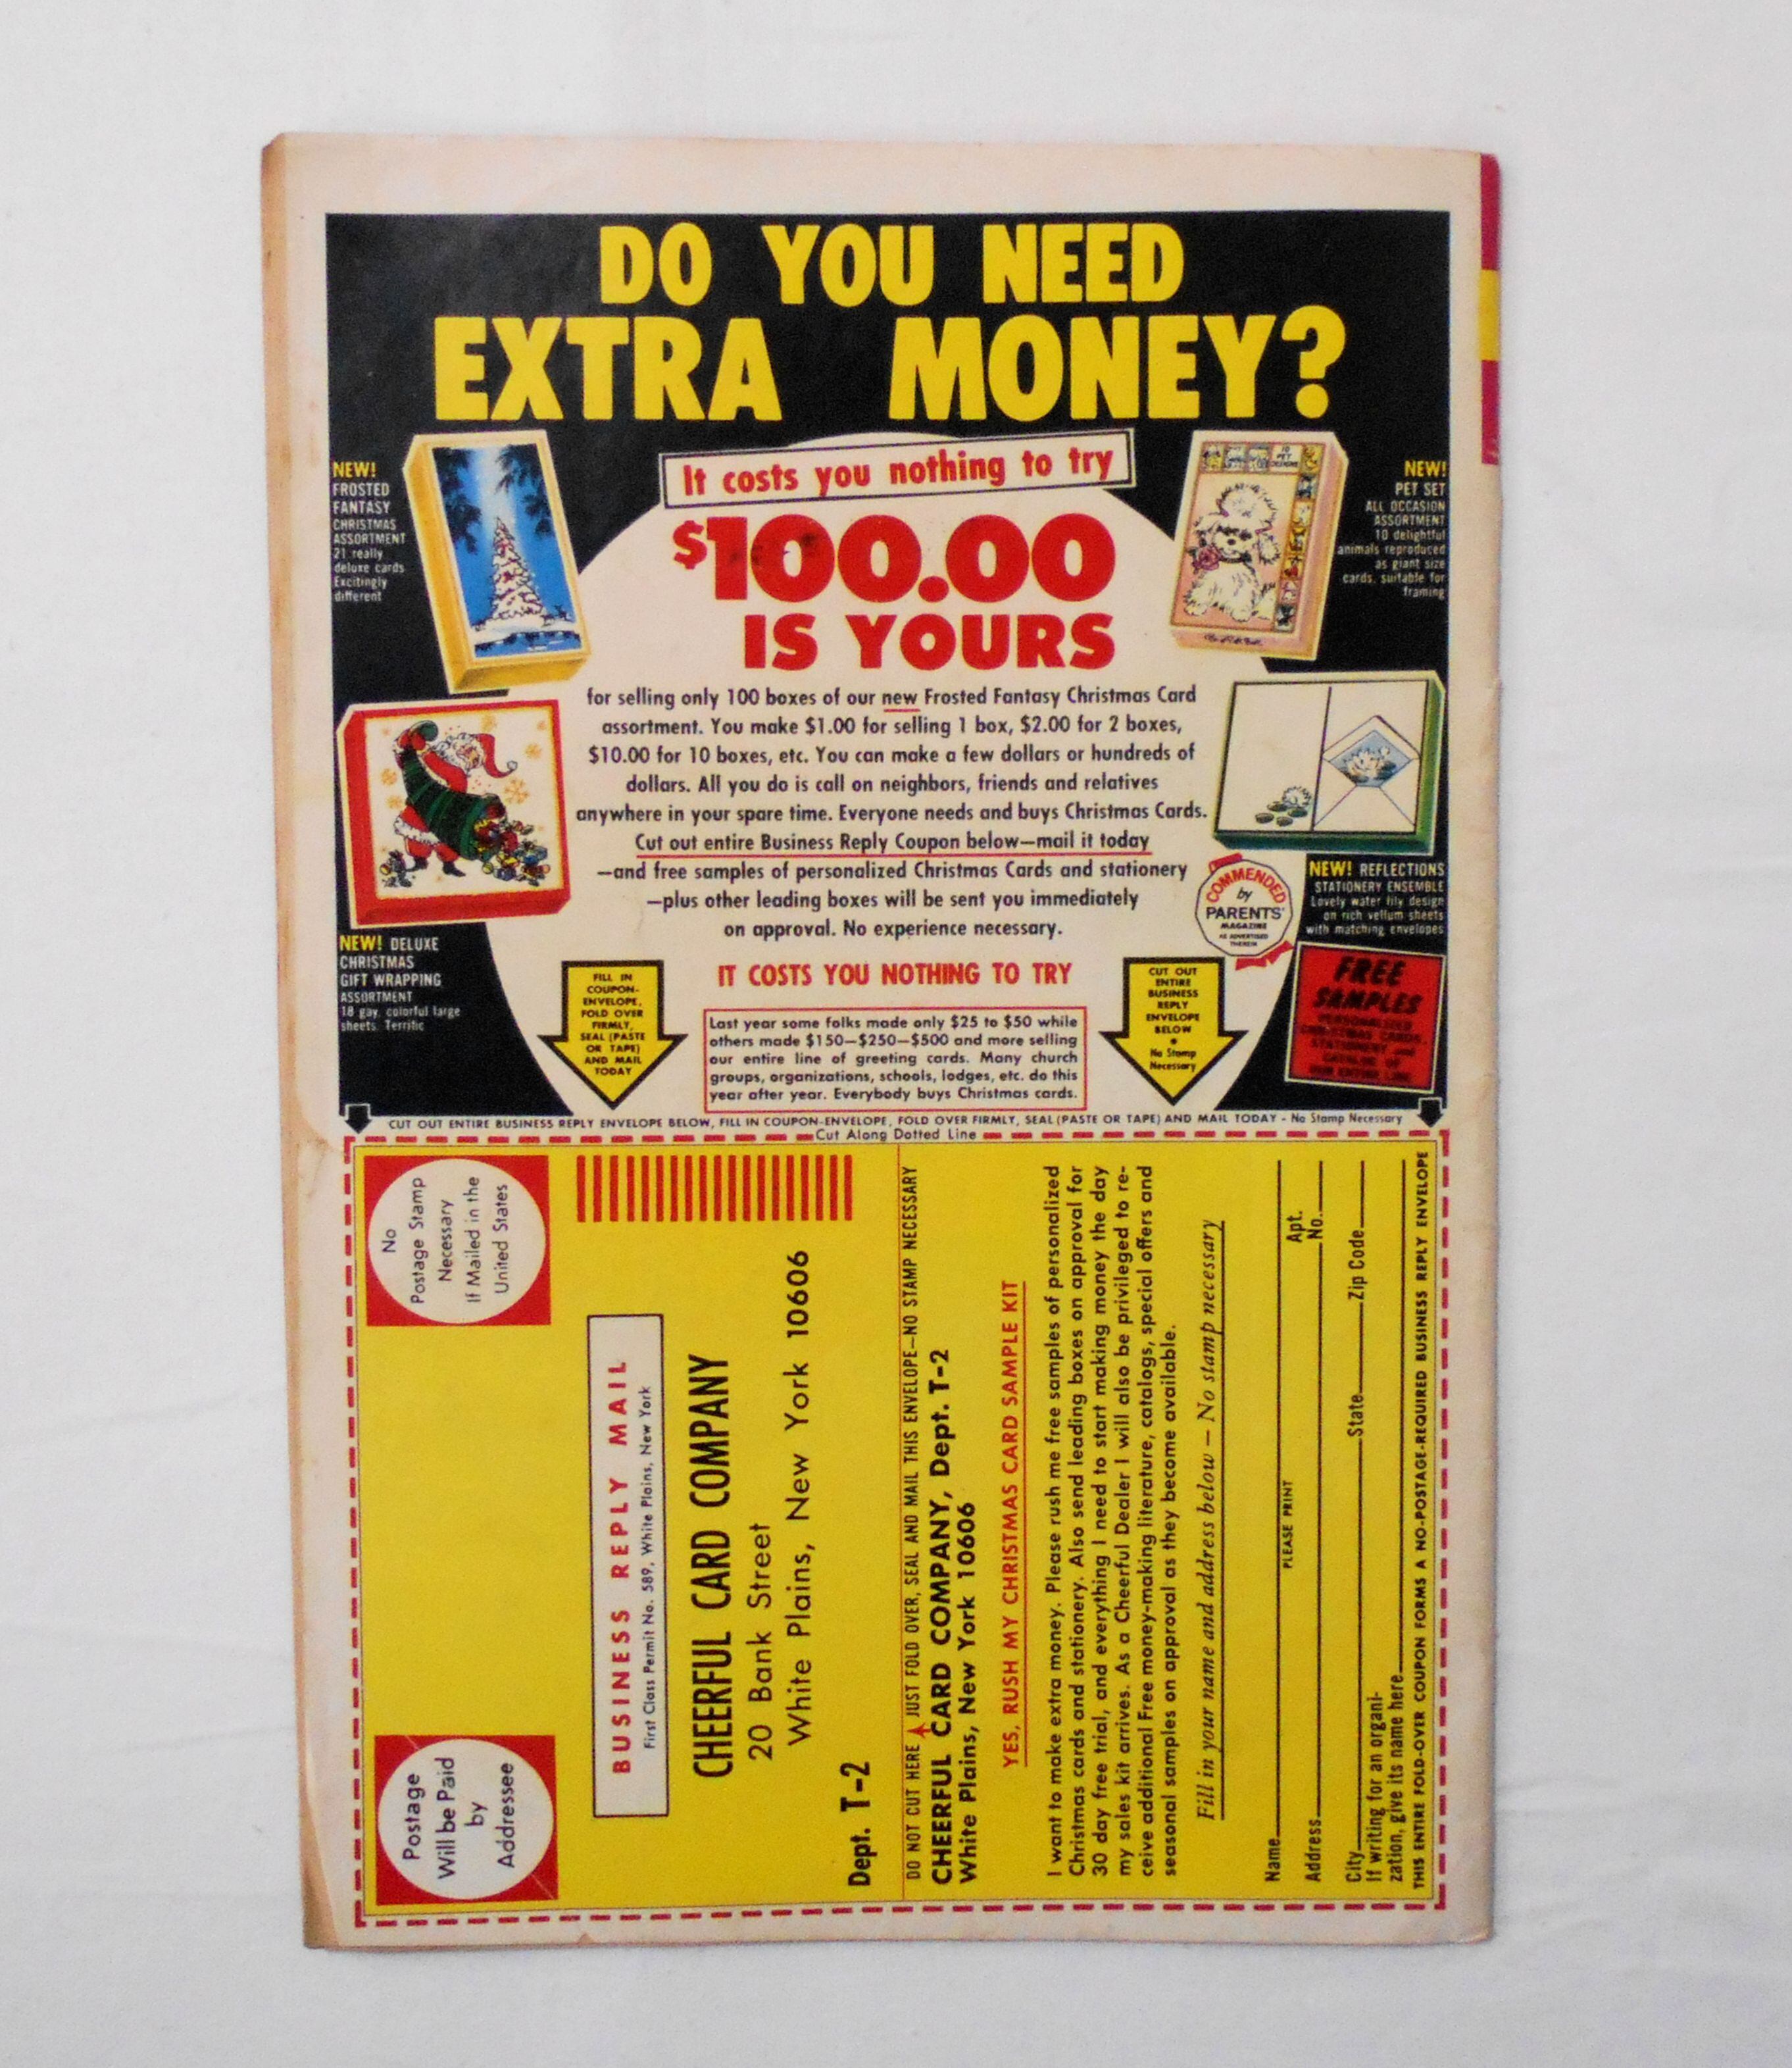 DO YOU NEED
EXTRA MONEY?
It costs you nothing to try
$100.00
IS YOURS
NEW!
FROSTED
FANTASY
CHRISTMAS
ASSORTMENT
21 really
deluxe cards
Excitingly
different
10
PET
DESIGNS
NEW!
PET SET
ALL OCCASION
ASSORTMENT
10 delightful
animals reproduced
as giant size
cards, suitable for
framing
for selling only 100 boxes of our new Frosted Fantasy Christmas Card
assortment. You make $1.00 for selling 1 box, $2.00 for 2 boxes,
$10.00 for 10 boxes, etc. You can make a few dollars or hundreds of
dollars. All you do is call on neighbors, friends and relatives
anywhere in your spare time. Everyone needs and buys Christmas Cards.
Cut out entire Business Reply Coupon below—mail it today
—and free samples of personalized Christmas Cards and stationery
—plus other leading boxes will be sent you immediately
on approval. No experience necessary.
COMMENDED
by
PARENTS'
MAGAZINE
AS ADVERTISED
THEREIN
NEW! REFLECTIONS
STATIONERY ENSEMBLE
Lovely water lily design
on rich vellum sheets
with matching envelopes
NEW! DELUXE
CHRISTMAS
GIFT WRAPPING
ASSORTMENT
18 gay, colorful large
sheets. Terrific
FILL IN
COUPON-
ENVELOPE,
FOLD OVER
FIRMLY,
SEAL (PASTE
OR TAPE)
AND MAIL
TODAY
IT COSTS YOU NOTHING TO TRY
Last year some folks made only $25 to $50 while
others made $150—$250—$500 and more selling
our entire line of greeting cards. Many church
groups, organizations, schools, lodges, etc. do this
year after year. Everybody buys Christmas cards.
CUT OUT
ENTIRE
BUSINESS
REPLY
ENVELOPE
BELOW
•
No Stamp
Necessary
FREE
SAMPLES
PERSONALIZED
CHRISTMAS CARDS
STATIONERY and
CATALOG OF
OUR ENTIRE LINE
CUT OUT ENTIRE BUSINESS REPLY ENVELOPE BELOW, FILL IN COUPON-ENVELOPE, FOLD OVER FIRMLY, SEAL (PASTE OR TAPE) AND MAIL TODAY - No Stamp Necessary
Cut Along Dotted Line
Postage
Will be Paid
by
Addressee
No
Postage Stamp
Necessary
If Mailed in the
United States
BUSINESS REPLY MAIL
First Class Permit No. 589, White Plains, New York
CHEERFUL CARD COMPANY
20 Bank Street
White Plains, New York 10606
Dept. T-2
DO NOT CUT HERE JUST FOLD OVER, SEAL AND MAIL THIS ENVELOPE—NO STAMP NECESSARY
CHEERFUL CARD COMPANY, Dept. T-2
White Plains, New York 10606
YES, RUSH MY CHRISTMAS CARD SAMPLE KIT
I want to make extra money. Please rush me free samples of personalized
Christmas cards and stationery. Also send leading boxes on approval for
30 day free trial, and everything I need to start making money the day
my sales kit arrives. As a Cheerful Dealer I will also be privileged to re-
ceive additional Free money-making literature, catalogs, special offers and
seasonal samples on approval as they become available.
Fill in your name and address below — No stamp necessary
Name
PLEASE PRINT
Address Apt. No.
City State Zip Code
If writing for an organi-
zation, give its name here
THIS ENTIRE FOLD-OVER COUPON FORMS A NO-POSTAGE-REQUIRED BUSINESS REPLY ENVELOPE